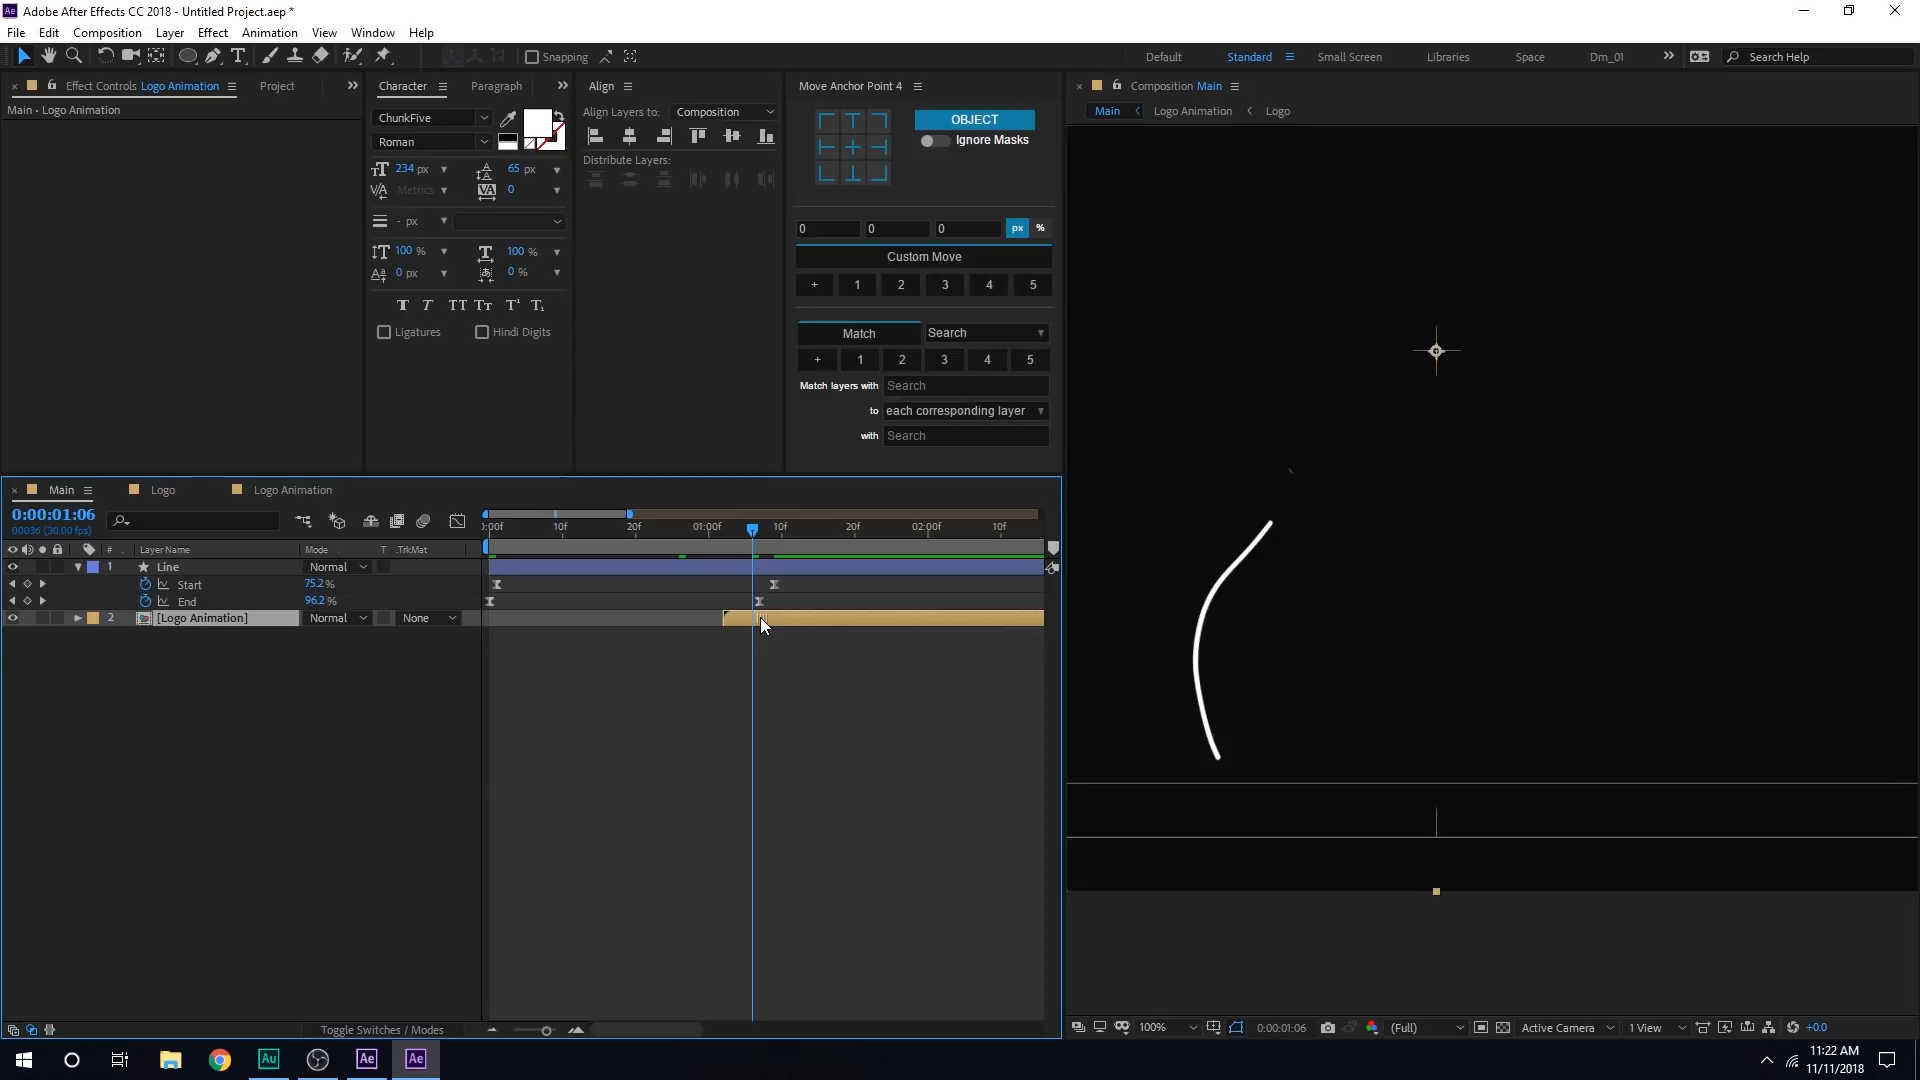 Adobe After Effects CC 2018 - Untitled Project.aep *
File Edit Composition Layer Effect Animation View Window Help
Snapping
Default Standard Small Screen Libraries Space Dm_01 Search Help
Effect Controls Logo Animation Project
Main • Logo Animation
Character Paragraph
ChunkFive
Roman
234 px 65 px
Metrics 0
- px
100 % 100 %
0 px 0 %
T T TT Tт T¹ T₁
Ligatures Hindi Digits
Align
Align Layers to: Composition
Distribute Layers:
Move Anchor Point 4
OBJECT
Ignore Masks
0 0 0 px %
Custom Move
+ 1 2 3 4 5
Match Search
+ 1 2 3 4 5
Match layers with Search
to each corresponding layer
with Search
Composition Main
Main Logo Animation Logo
Main Logo Logo Animation
0:00:01:06
00036 (30.00 fps)
):00f 10f 20f 01:00f 10f 20f 02:00f 10f
# Layer Name Mode T .TrkMat
1 Line Normal
Start 75.2%
End 96.2 %
2 [Logo Animation] Normal None
Toggle Switches / Modes
100% 0:00:01:06 (Full) Active Camera 1 View +0.0
Au Ae Ae
11:22 AM
11/11/2018